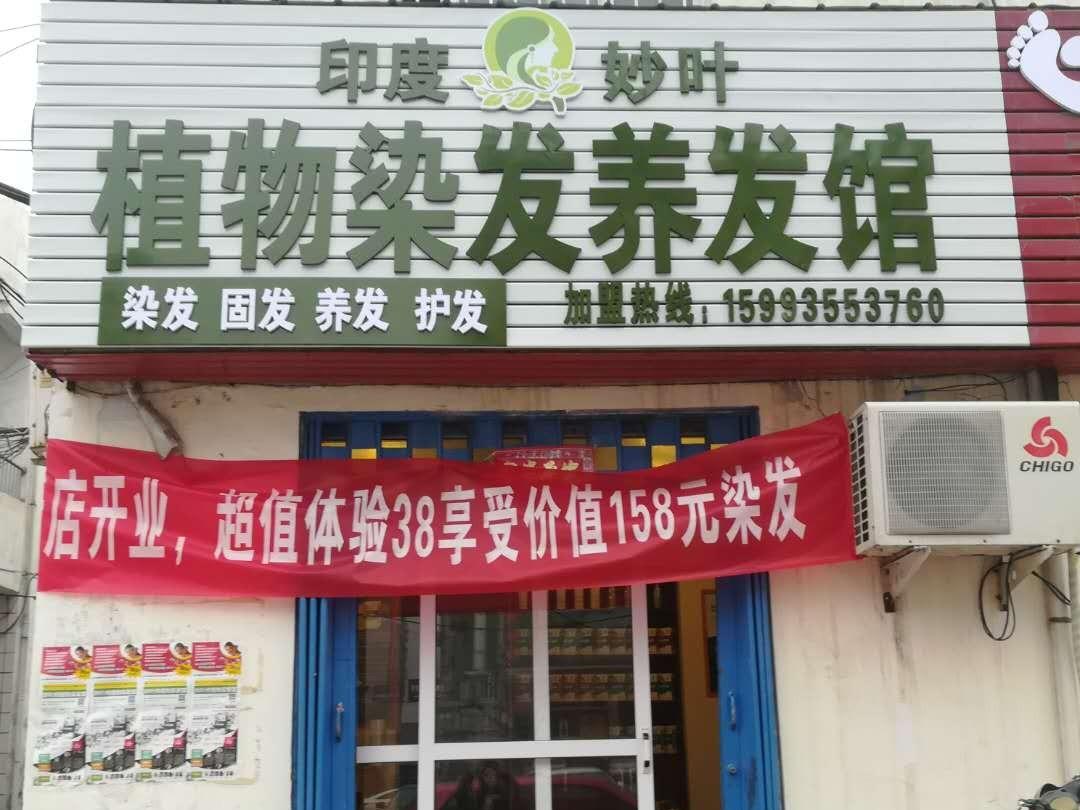 印度 妙叶
植物染发养发馆
染发 固发 养发 护发
加盟热线：15993553760
CHIGO
店开业，超值体验38享受价值158元染发